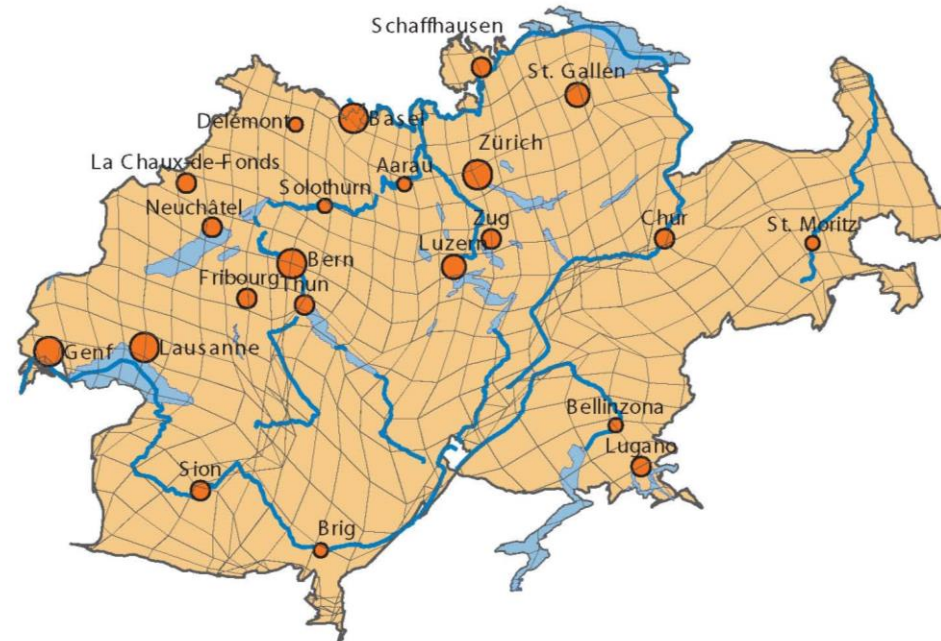 Schaffhausen
St. Gallen
Basel
Delémont
Zürich
La Chaux-de-Fonds
Aarau
Solothurn
Neuchâtel
Zug
Chur
St. Moritz
Luzern
Bern
Fribourg
Thun
Genf
Lausanne
Bellinzona
Lugano
Sion
Brig